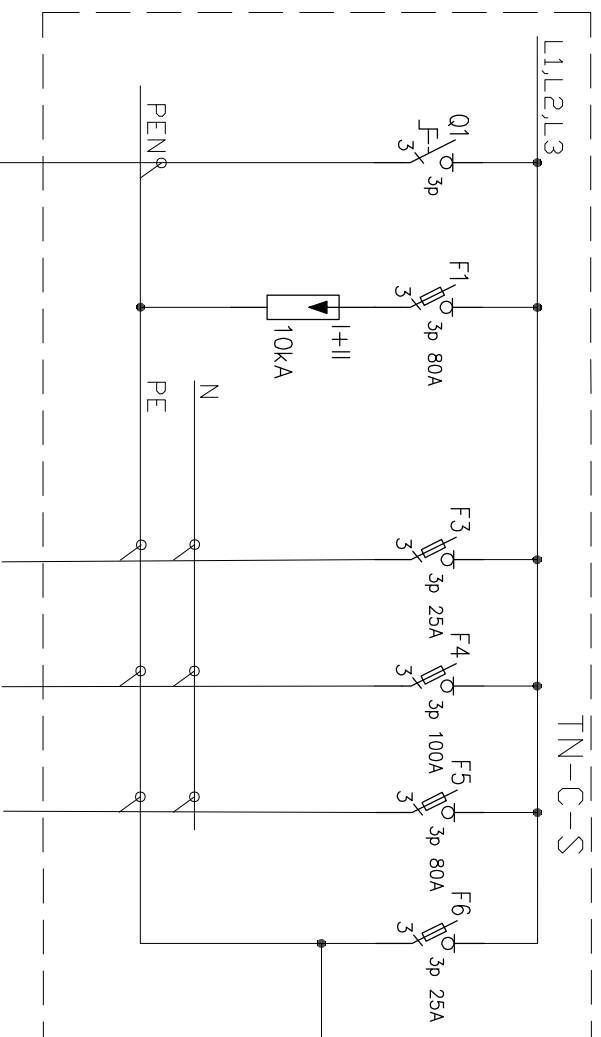 L1,L2,L3
Q1
3
3p
F1
3
3p 80A
I+II
10kA
PEN
PE
N
F3
3
3p 25A
F4
3
3p 100A
F5
3
3p 80A
F6
3
3p 25A
TN-C-S